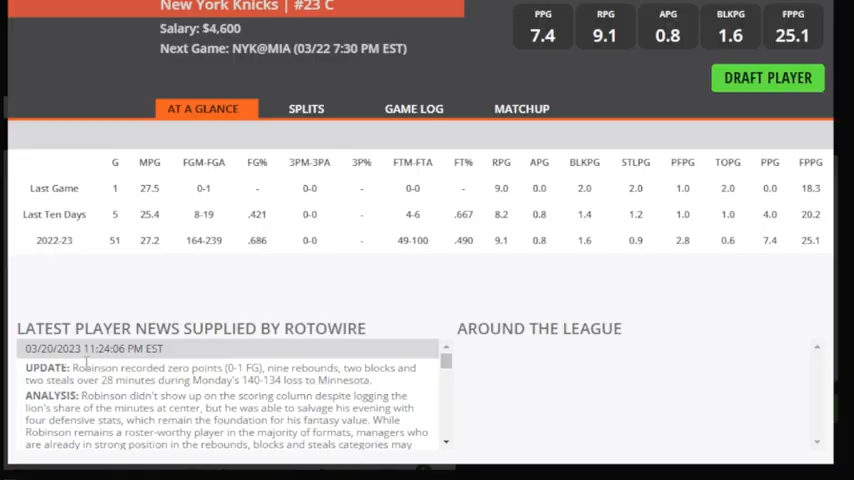 New York Knicks | #23 C
Salary: $4,600
Next Game: NYK@MIA (03/22 7:30 PM EST)
PPG RPG APG BLKPG FPPG
7.4 9.1 0.8 1.6 25.1
DRAFT PLAYER
AT A GLANCE SPLITS GAME LOG MATCHUP
G MPG FGM-FGA FG% 3PM-3PA 3P% FTM-FTA FT% RPG APG BLKPG STLPG PFPG TOPG PPG FPPG
Last Game 1 27.5 0-1 - 0-0 - 0-0 - 9.0 0.0 2.0 2.0 1.0 2.0 0.0 18.3
Last Ten Days 5 25.4 8-19 .421 0-0 - 4-6 .667 8.2 0.8 1.4 1.2 1.0 1.0 4.0 20.2
2022-23 51 27.2 164-239 .686 0-0 - 49-100 .490 9.1 0.8 1.6 0.9 2.8 0.6 7.4 25.1
LATEST PLAYER NEWS SUPPLIED BY ROTOWIRE
03/20/2023 11:24:06 PM EST
UPDATE: Robinson recorded zero points (0-1 FG), nine rebounds, two blocks and
two steals over 28 minutes during Monday's 140-134 loss to Minnesota.
ANALYSIS: Robinson didn't show up on the scoring column despite logging the
lion's share of the minutes at center, but he was able to salvage his evening with
four defensive stats, which remain the foundation for his fantasy value. While
Robinson remains a roster-worthy player in the majority of formats, managers who
are already in strong position in the rebounds, blocks and steals categories may
AROUND THE LEAGUE